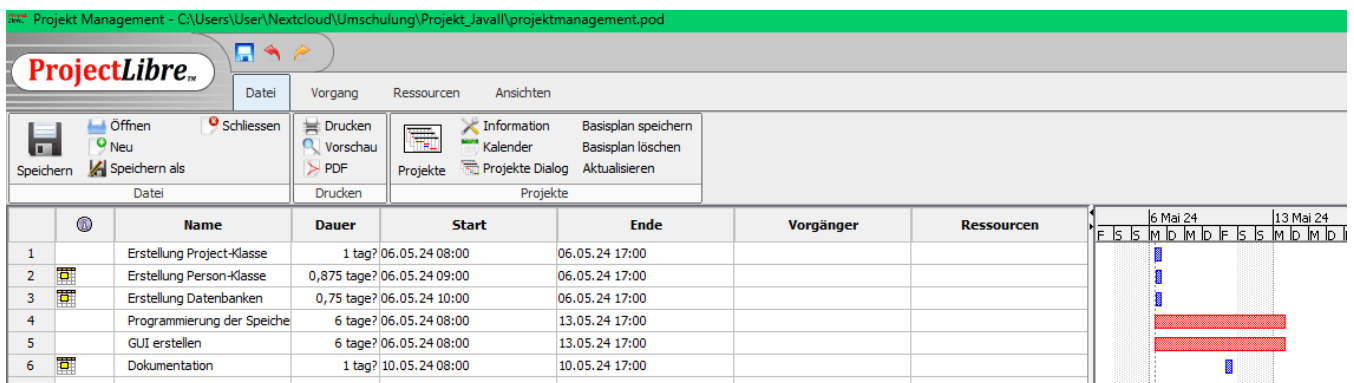 Projekt Management - C:\Users\User\Nextcloud\Umschulung\Projekt_JavaII\projektmanagement.pod
ProjectLibre™
Datei Vorgang Ressourcen Ansichten
Speichern
Öffnen
Neu
Speichern als
Schliessen
Datei
Drucken
Vorschau
PDF
Drucken
Projekte
Information
Kalender
Projekte Dialog
Basisplan speichern
Basisplan löschen
Aktualisieren
Projekte
Name Dauer Start Ende Vorgänger Ressourcen
6 Mai 24 13 Mai 24
F S S M D M D F S S M D M D
1 Erstellung Project-Klasse 1 tag? 06.05.24 08:00 06.05.24 17:00
2 Erstellung Person-Klasse 0,875 tage? 06.05.24 09:00 06.05.24 17:00
3 Erstellung Datenbanken 0,75 tage? 06.05.24 10:00 06.05.24 17:00
4 Programmierung der Speiche 6 tage? 06.05.24 08:00 13.05.24 17:00
5 GUI erstellen 6 tage? 06.05.24 08:00 13.05.24 17:00
6 Dokumentation 1 tag? 10.05.24 08:00 10.05.24 17:00